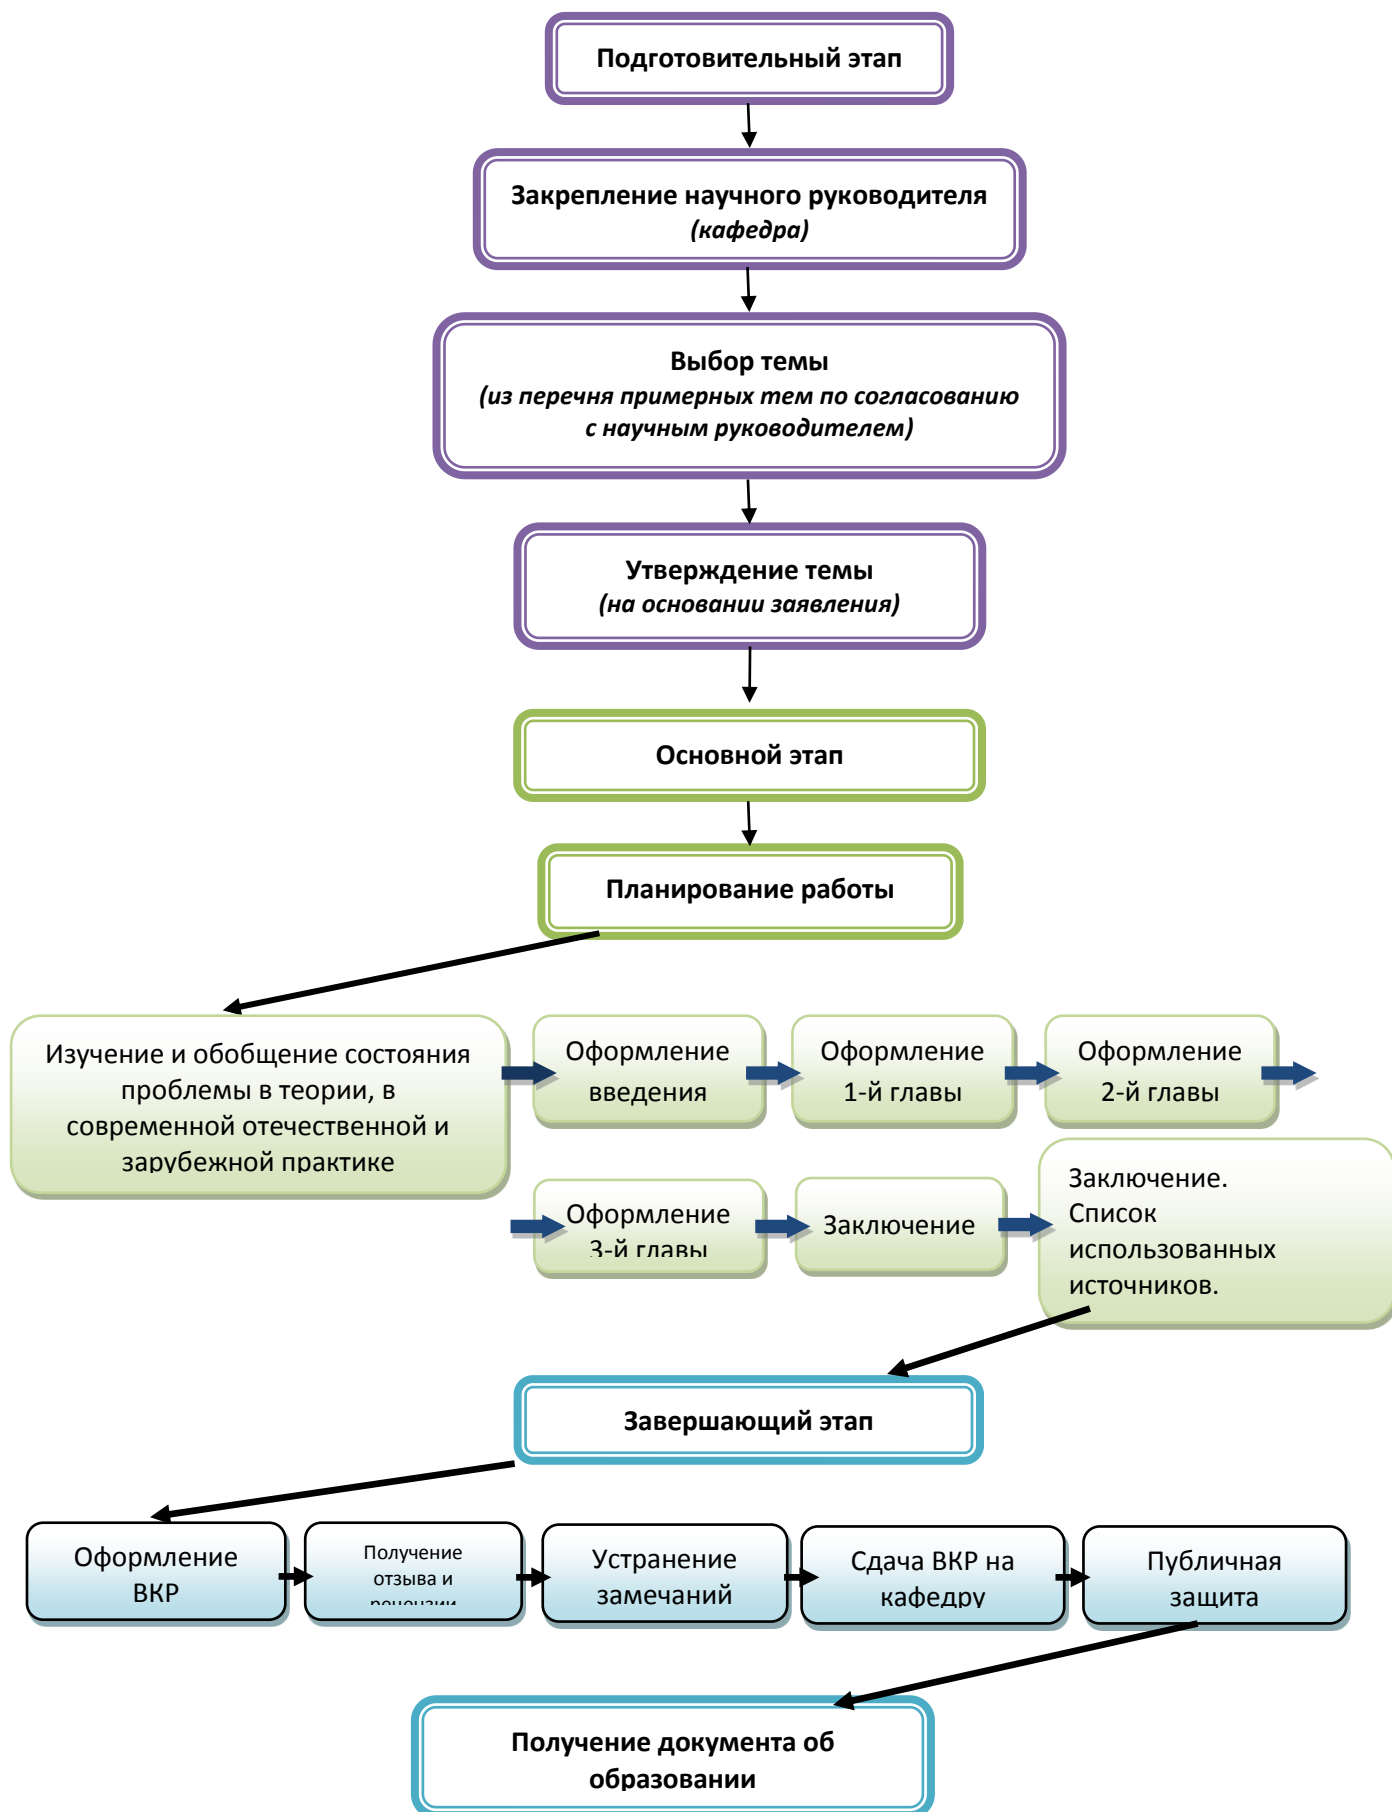 Подготовительный этап
Закрепление научного руководителя
(кафедра)
Выбор темы
(из перечня примерных тем по согласованию
с научным руководителем)
Утверждение темы
(на основании заявления)
Основной этап
Планирование работы
Изучение и обобщение состояния
проблемы в теории, в
современной отечественной и
зарубежной практике
Оформление
введения
Оформление
1-й главы
Оформление
2-й главы
Оформление
3-й главы
Заключение
Заключение.
Список
использованных
источников.
Завершающий этап
Оформление
ВКР
Получение
отзыва и
рецензии
Устранение
замечаний
Сдача ВКР на
кафедру
Публичная
защита
Получение документа об
образовании